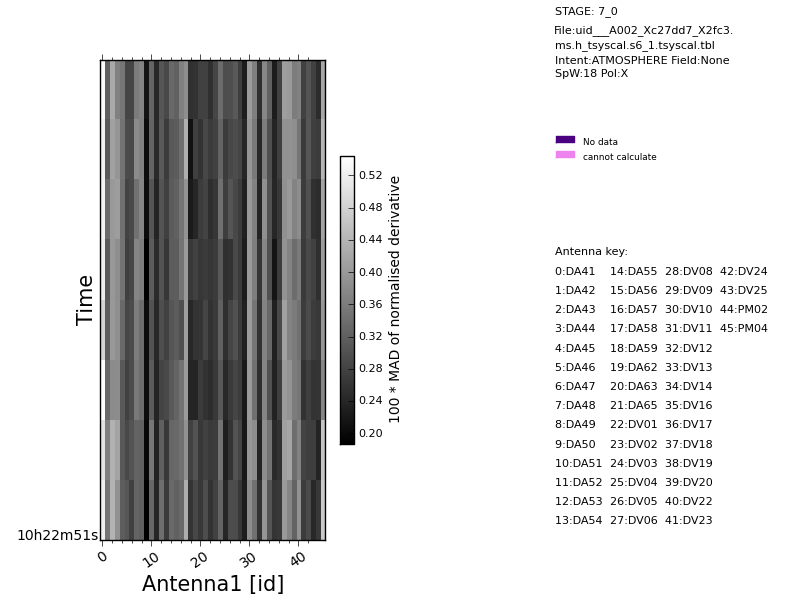 STAGE: 7_0
File:uid___A002_Xc27dd7_X2fc3.
ms.h_tsyscal.s6_1.tsyscal.tbl
Intent:ATMOSPHERE Field:None
SpW:18 Pol:X
No data
cannot calculate
0.52
0.48
0.44
0.40
0.36
0.32
0.28
0.24
0.20
100 * MAD of normalised derivative
Time
10h22m51s
0 10 20 30 40
Antenna1 [id]
Antenna key:
0:DA41 14:DA55 28:DV08 42:DV24
1:DA42 15:DA56 29:DV09 43:DV25
2:DA43 16:DA57 30:DV10 44:PM02
3:DA44 17:DA58 31:DV11 45:PM04
4:DA45 18:DA59 32:DV12
5:DA46 19:DA62 33:DV13
6:DA47 20:DA63 34:DV14
7:DA48 21:DA65 35:DV16
8:DA49 22:DV01 36:DV17
9:DA50 23:DV02 37:DV18
10:DA51 24:DV03 38:DV19
11:DA52 25:DV04 39:DV20
12:DA53 26:DV05 40:DV22
13:DA54 27:DV06 41:DV23